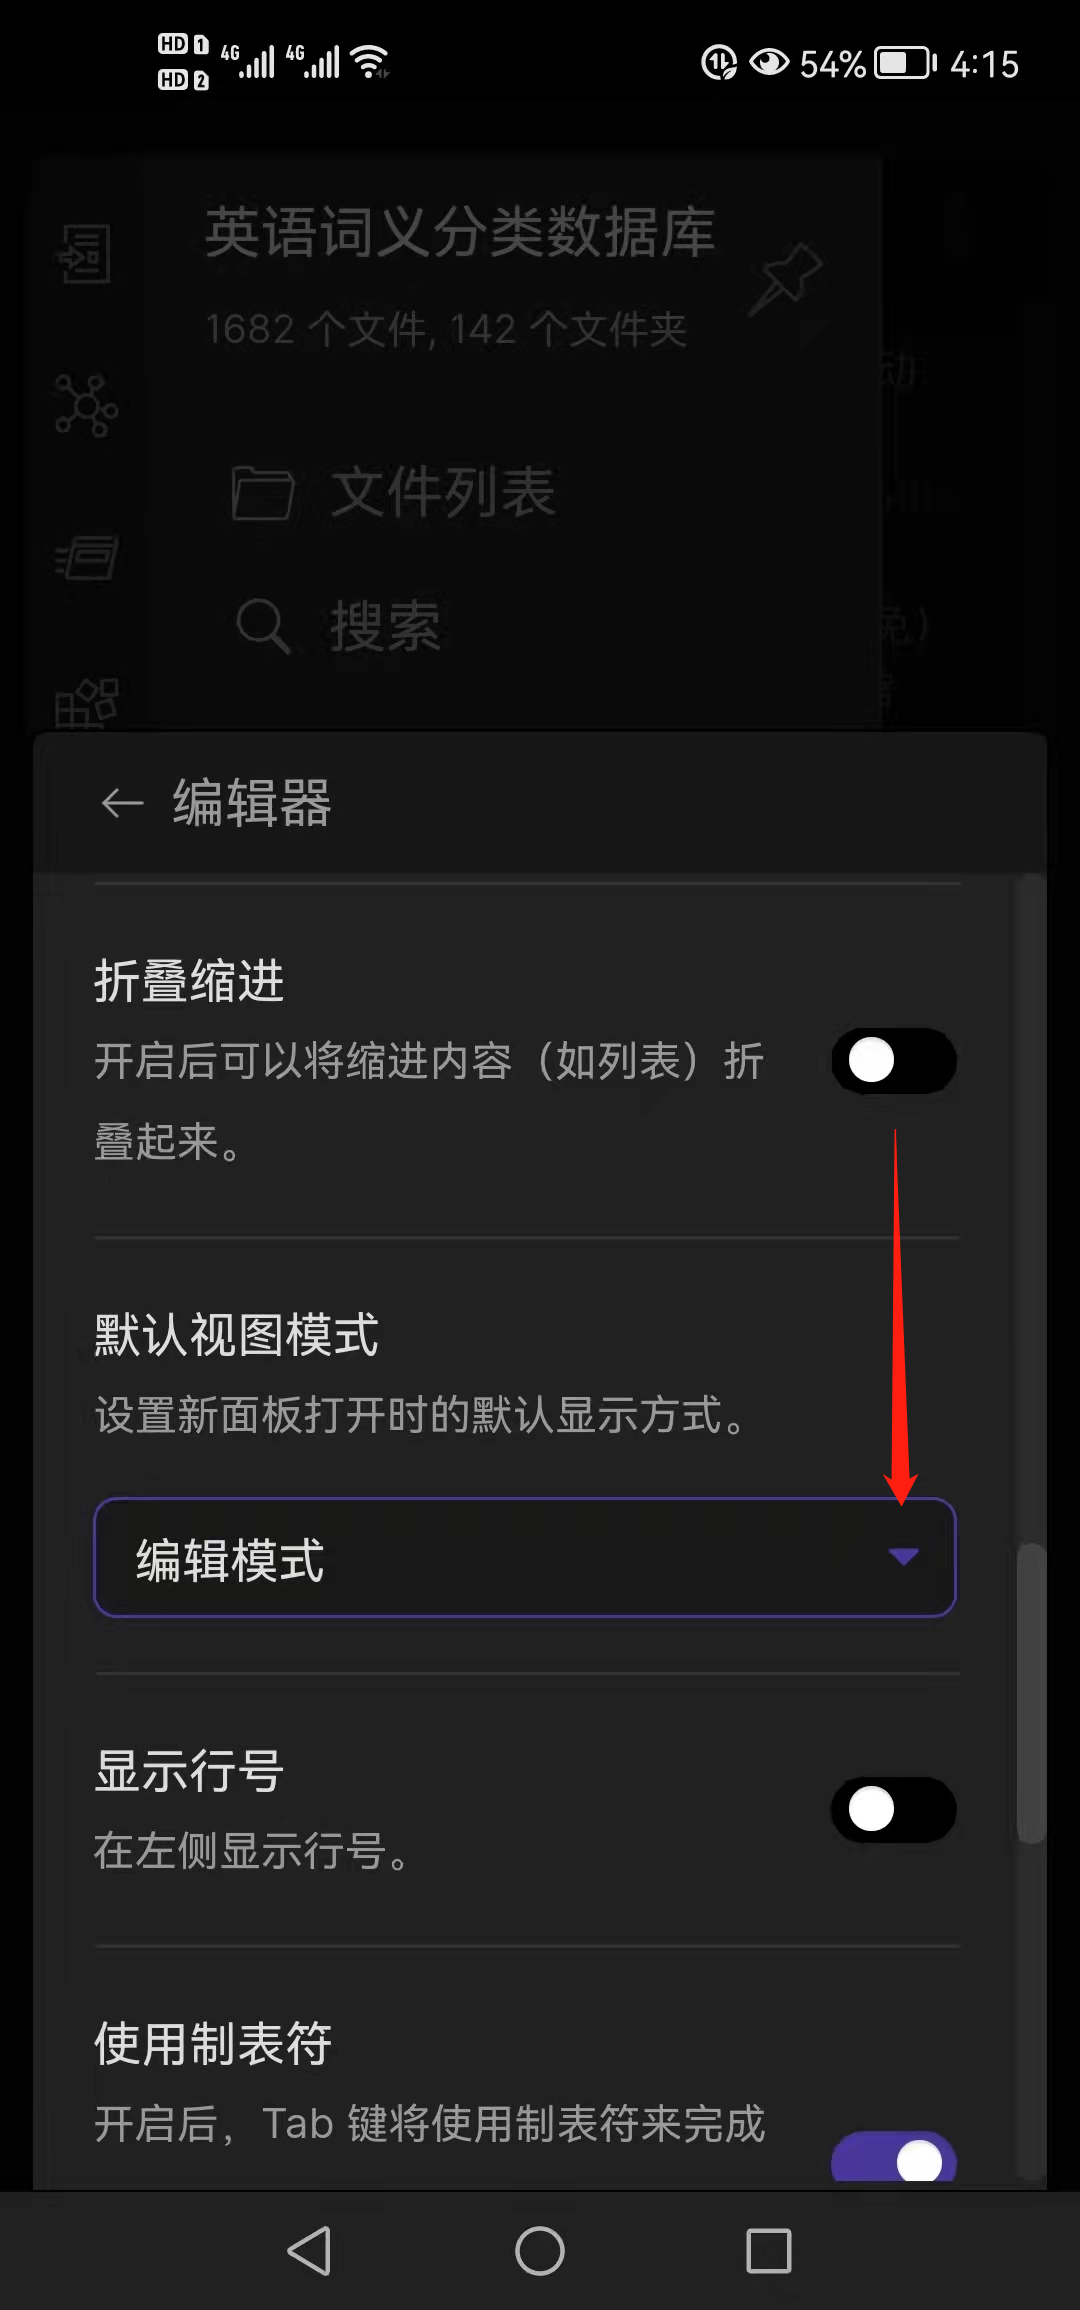 HD 1 4G 4G 54% 4:15
HD 2
英语词义分类数据库
1682 个文件, 142 个文件夹
动
文件列表
搜索
免)
编辑器
折叠缩进
开启后可以将缩进内容（如列表）折
叠起来。
默认视图模式
设置新面板打开时的默认显示方式。
编辑模式
显示行号
在左侧显示行号。
使用制表符
开启后，Tab 键将使用制表符来完成